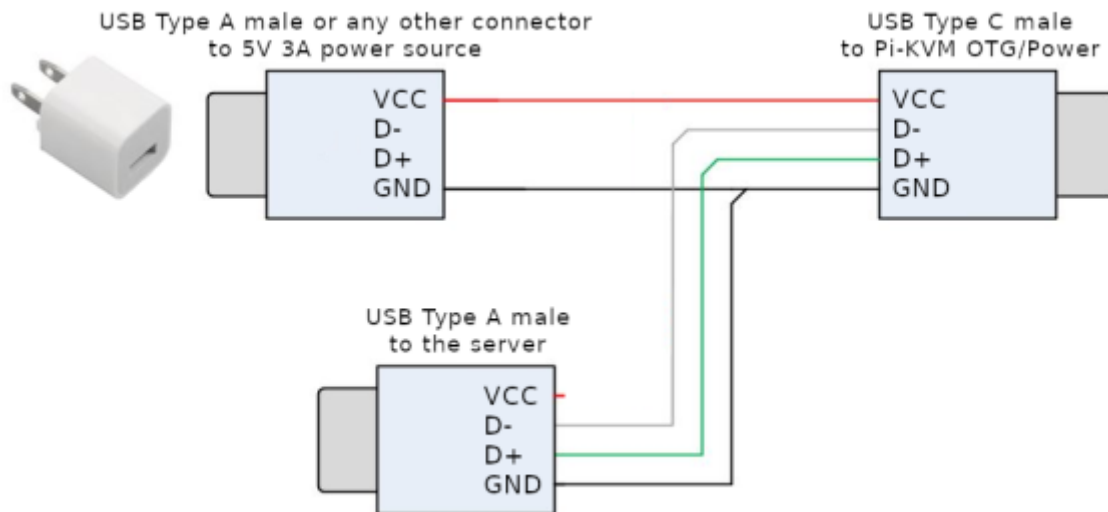 USB Type A male or any other connector
to 5V 3A power source
USB Type C male
to Pi-KVM OTG/Power
VCC
D-
D+
GND
VCC
D-
D+
GND
USB Type A male
to the server
VCC
D-
D+
GND